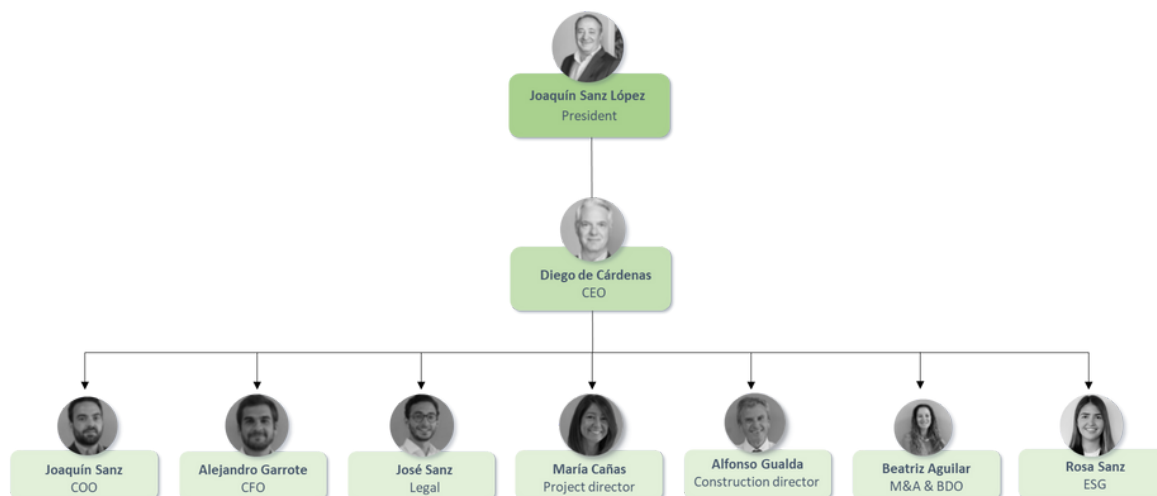 Joaquín Sanz López
President
Diego de Cárdenas
CEO
Joaquín Sanz
COO
Alejandro Garrote
CFO
José Sanz
Legal
María Cañas
Project director
Alfonso Gualda
Construction director
Beatriz Aguilar
M&A & BDO
Rosa Sanz
ESG